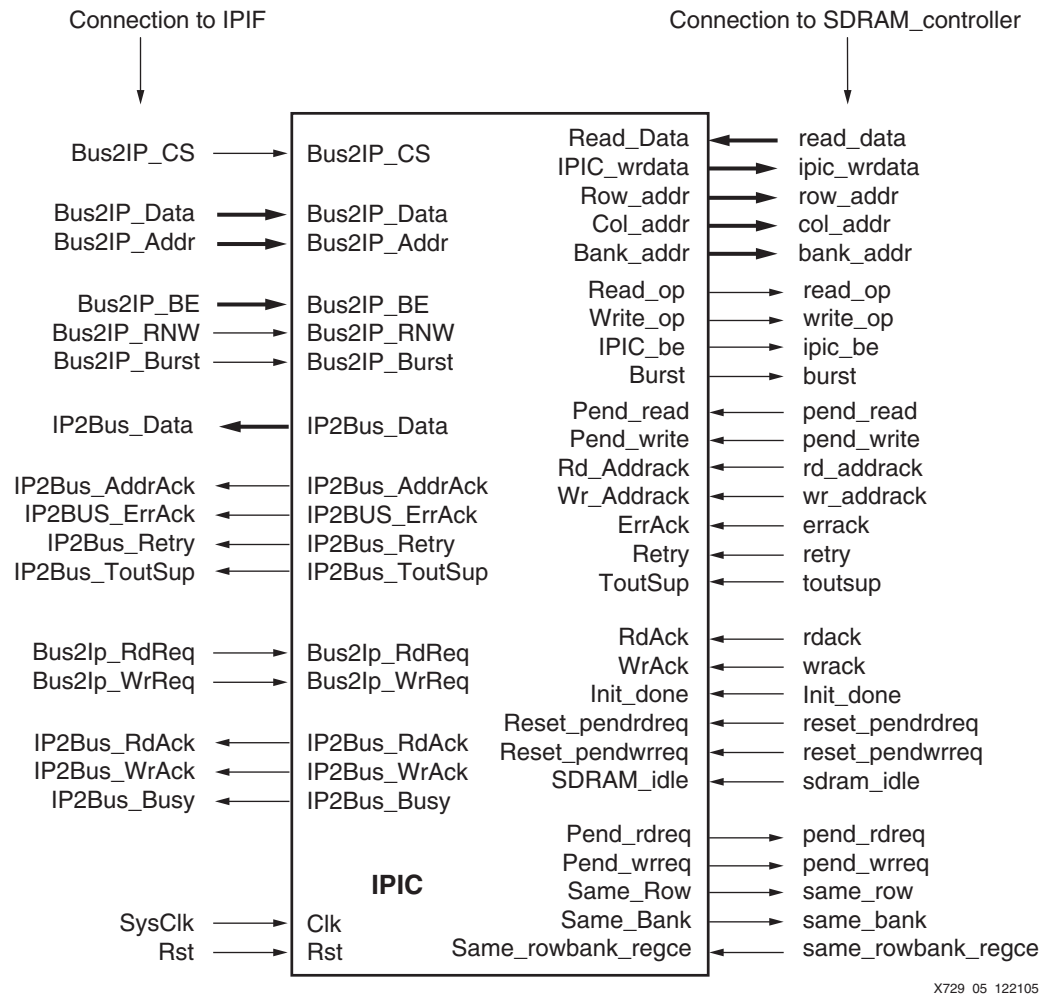 Connection to IPIF
Connection to SDRAM_controller
Bus2IP_CS Bus2IP_CS
Bus2IP_Data Bus2IP_Data
Bus2IP_Addr Bus2IP_Addr
Bus2IP_BE Bus2IP_BE
Bus2IP_RNW Bus2IP_RNW
Bus2IP_Burst Bus2IP_Burst
IP2Bus_Data IP2Bus_Data
IP2Bus_AddrAck IP2Bus_AddrAck
IP2BUS_ErrAck IP2BUS_ErrAck
IP2Bus_Retry IP2Bus_Retry
IP2Bus_ToutSup IP2Bus_ToutSup
Bus2Ip_RdReq Bus2Ip_RdReq
Bus2Ip_WrReq Bus2Ip_WrReq
IP2Bus_RdAck IP2Bus_RdAck
IP2Bus_WrAck IP2Bus_WrAck
IP2Bus_Busy IP2Bus_Busy
IPIC
SysClk Clk
Rst Rst
Read_Data read_data
IPIC_wrdata ipic_wrdata
Row_addr row_addr
Col_addr col_addr
Bank_addr bank_addr
Read_op read_op
Write_op write_op
IPIC_be ipic_be
Burst burst
Pend_read pend_read
Pend_write pend_write
Rd_Addrack rd_addrack
Wr_Addrack wr_addrack
ErrAck errack
Retry retry
ToutSup toutsup
RdAck rdack
WrAck wrack
Init_done Init_done
Reset_pendrdreq reset_pendrdreq
Reset_pendwrreq reset_pendwrreq
SDRAM_idle sdram_idle
Pend_rdreq pend_rdreq
Pend_wrreq pend_wrreq
Same_Row same_row
Same_Bank same_bank
Same_rowbank_regce same_rowbank_regce
X729_05_122105